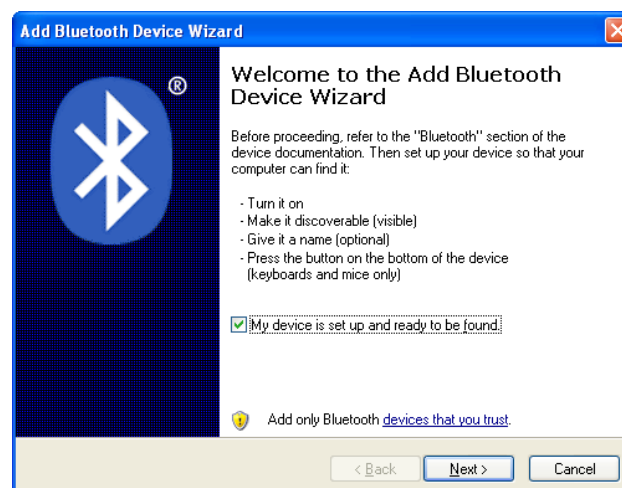 Add Bluetooth Device Wizard
®
Welcome to the Add Bluetooth
Device Wizard
Before proceeding, refer to the "Bluetooth" section of the
device documentation. Then set up your device so that your
computer can find it:
- Turn it on
- Make it discoverable (visible)
- Give it a name (optional)
- Press the button on the bottom of the device
(keyboards and mice only)
My device is set up and ready to be found.
Add only Bluetooth devices that you trust.
< Back Next > Cancel